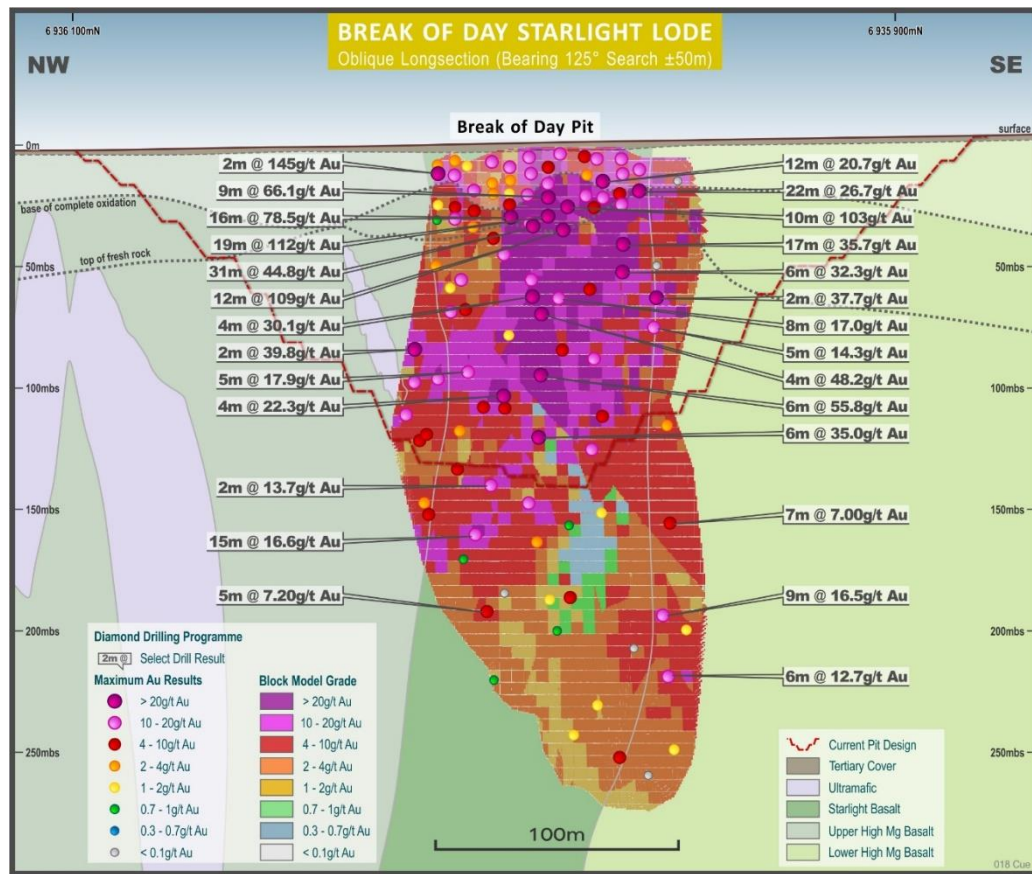 6 936 100mN
6 935 900mN
BREAK OF DAY STARLIGHT LODE
Oblique Longsection (Bearing 125° Search ±50m)
NW
SE
Break of Day Pit
0m
surface
base of complete oxidation
top of fresh rock
50mbs
100mbs
150mbs
200mbs
250mbs
50mbs
100mbs
150mbs
200mbs
250mbs
2m @ 145g/t Au
9m @ 66.1g/t Au
16m @ 78.5g/t Au
19m @ 112g/t Au
31m @ 44.8g/t Au
12m @ 109g/t Au
4m @ 30.1g/t Au
2m @ 39.8g/t Au
5m @ 17.9g/t Au
4m @ 22.3g/t Au
2m @ 13.7g/t Au
15m @ 16.6g/t Au
5m @ 7.20g/t Au
12m @ 20.7g/t Au
22m @ 26.7g/t Au
10m @ 103g/t Au
17m @ 35.7g/t Au
6m @ 32.3g/t Au
2m @ 37.7g/t Au
8m @ 17.0g/t Au
5m @ 14.3g/t Au
4m @ 48.2g/t Au
6m @ 55.8g/t Au
6m @ 35.0g/t Au
7m @ 7.00g/t Au
9m @ 16.5g/t Au
6m @ 12.7g/t Au
Diamond Drilling Programme
2m @ Select Drill Result
Maximum Au Results
> 20g/t Au
10 - 20g/t Au
4 - 10g/t Au
2 - 4g/t Au
1 - 2g/t Au
0.7 - 1g/t Au
0.3 - 0.7g/t Au
< 0.1g/t Au
Block Model Grade
> 20g/t Au
10 - 20g/t Au
4 - 10g/t Au
2 - 4g/t Au
1 - 2g/t Au
0.7 - 1g/t Au
0.3 - 0.7g/t Au
< 0.1g/t Au
100m
Current Pit Design
Tertiary Cover
Ultramafic
Starlight Basalt
Upper High Mg Basalt
Lower High Mg Basalt
018 Cue